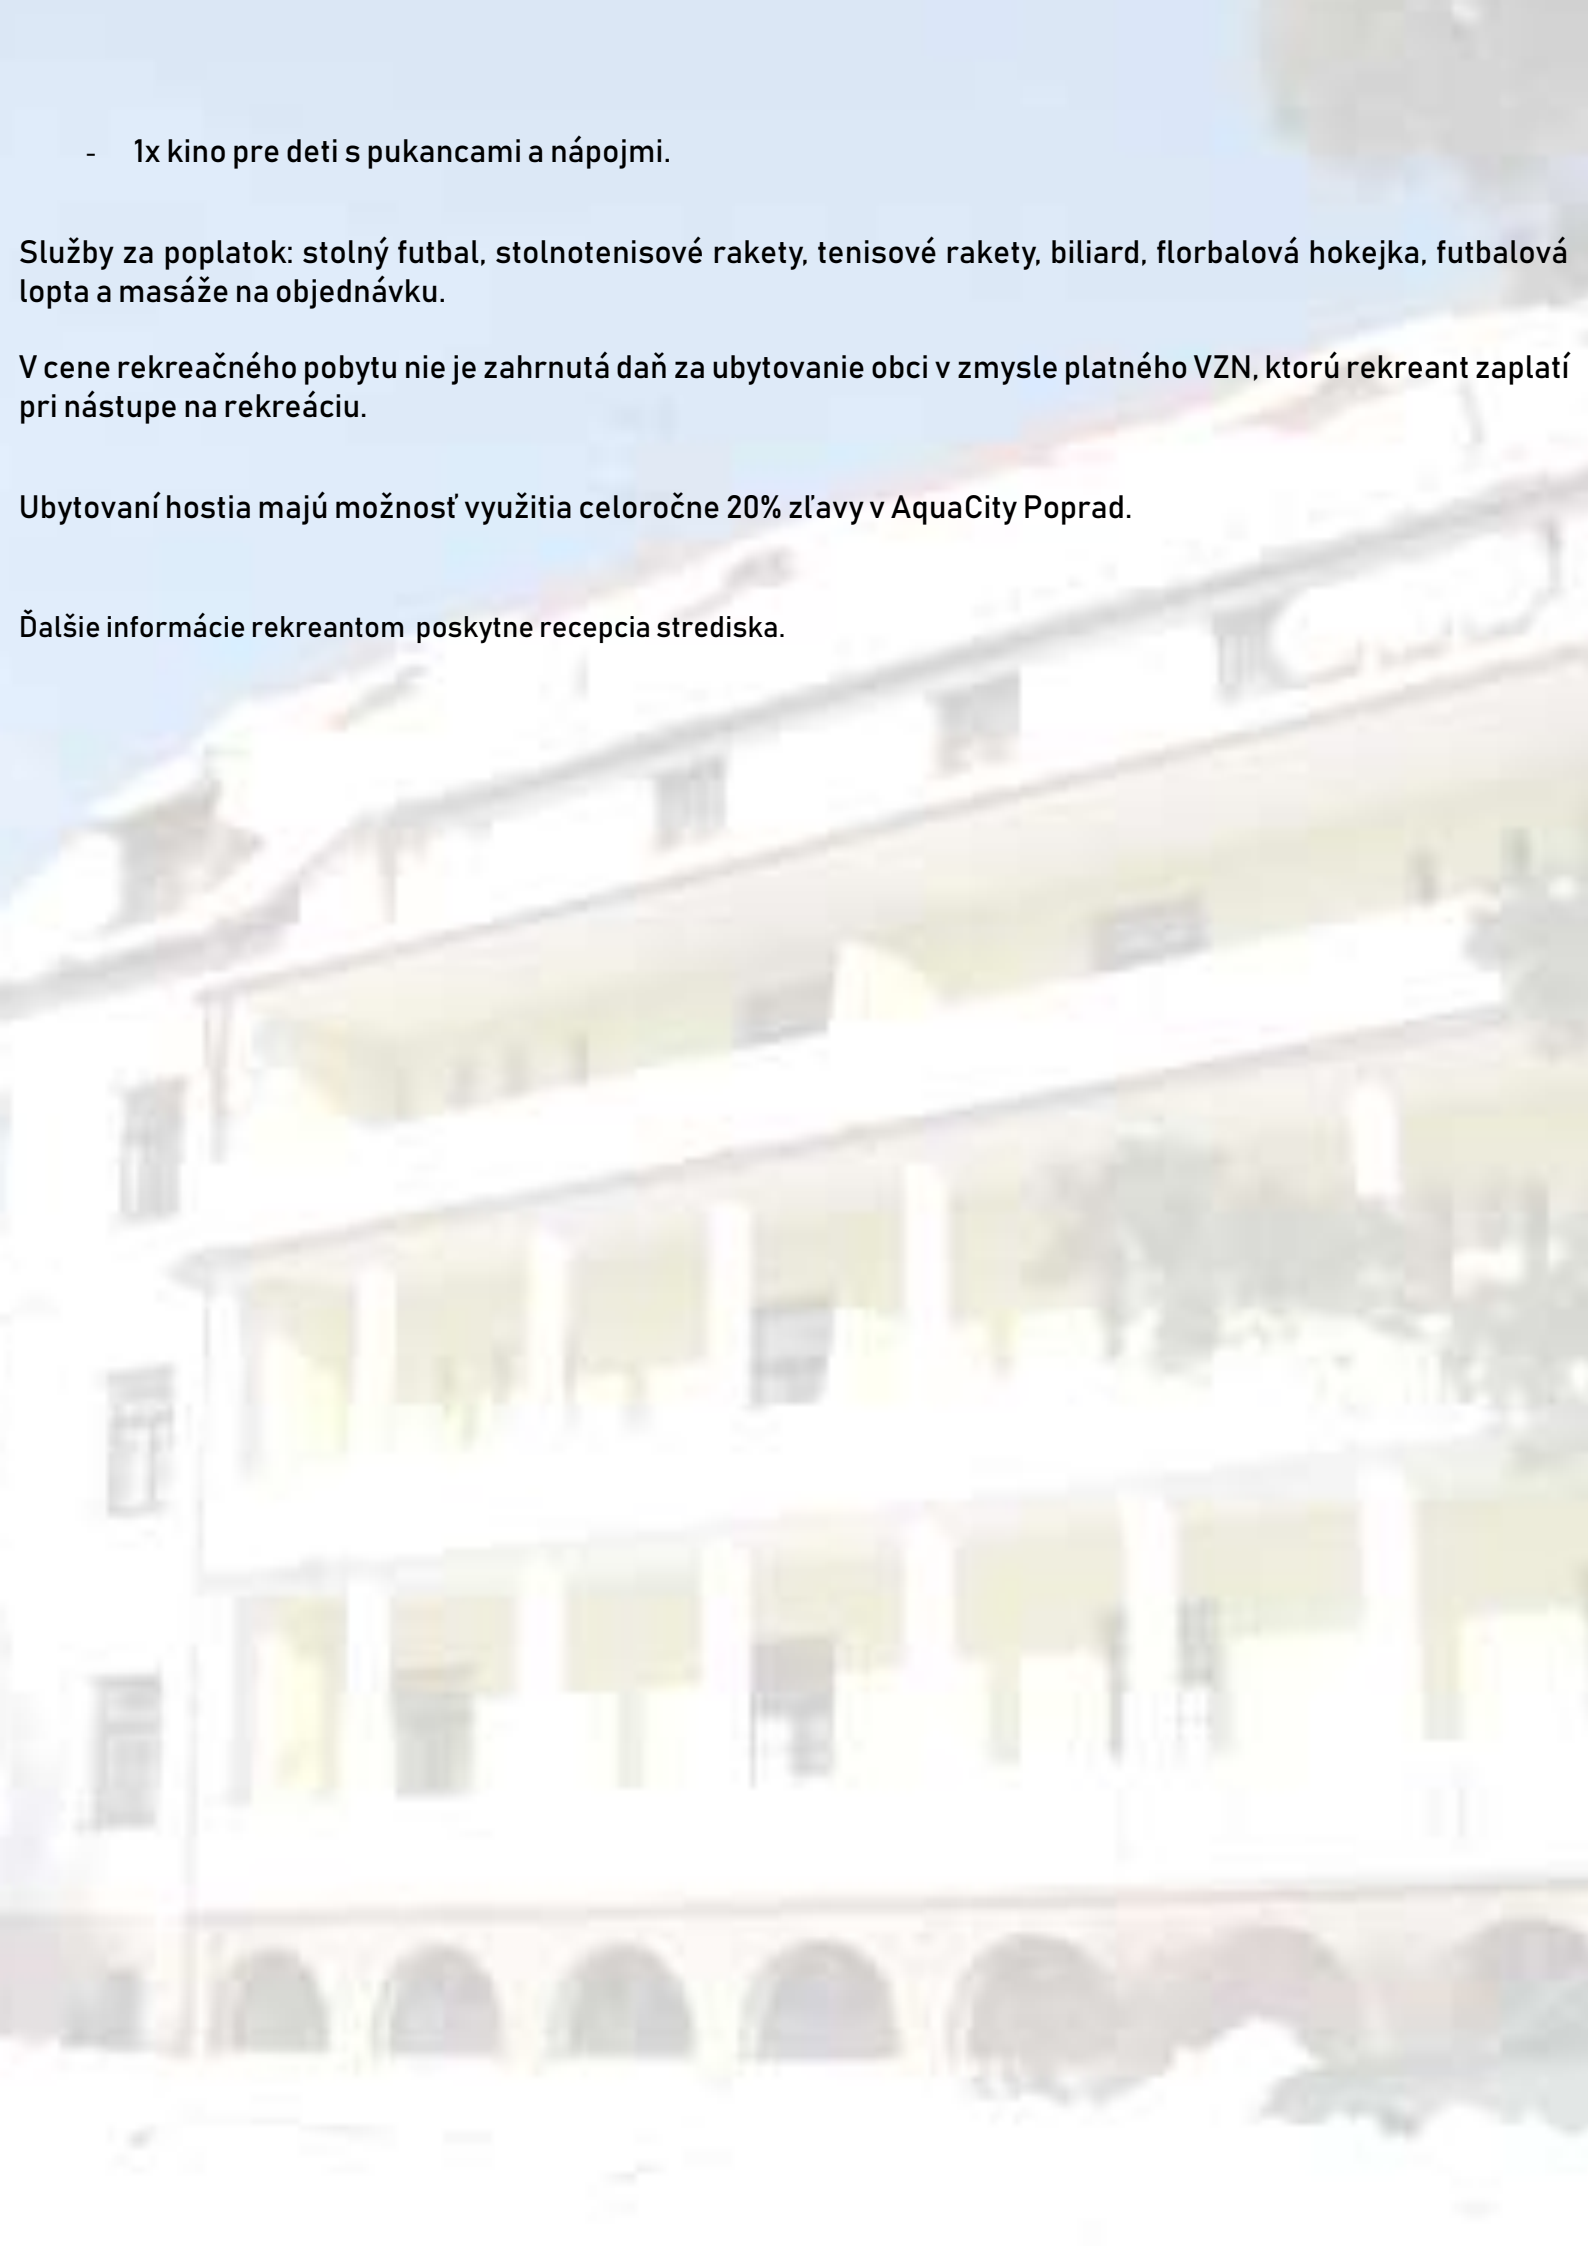 - 1x kino pre deti s pukancami a nápojmi.
Služby za poplatok: stolný futbal, stolnotenisové rakety, tenisové rakety, biliard, florbalová hokejka, futbalová
lopta a masáže na objednávku.
V cene rekreačného pobytu nie je zahrnutá daň za ubytovanie obci v zmysle platného VZN, ktorú rekreant zaplatí
pri nástupe na rekreáciu.
Ubytovaní hostia majú možnosť využitia celoročne 20% zľavy v AquaCity Poprad.
Ďalšie informácie rekreantom poskytne recepcia strediska.